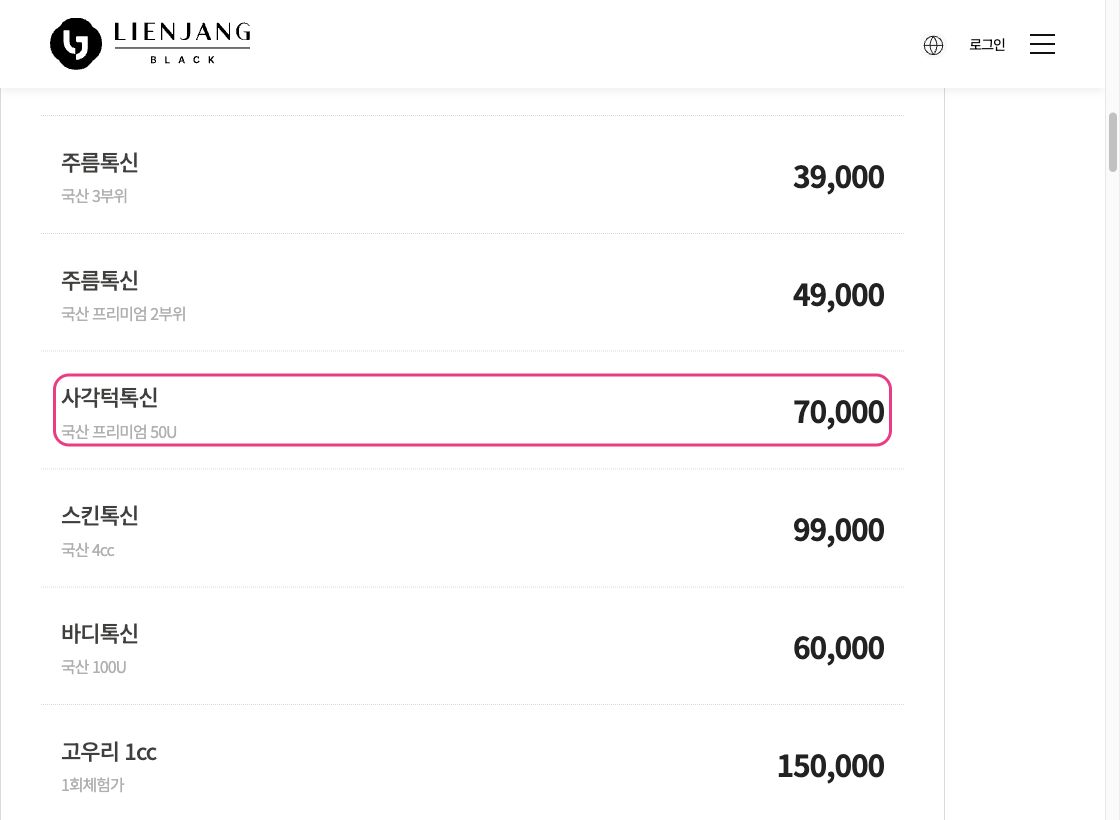 LIENJANG
BLACK
로그인
주름톡신
국산 3부위
39,000
주름톡신
국산 프리미엄 2부위
49,000
사각턱톡신
국산 프리미엄 50U
70,000
스킨톡신
국산 4cc
99,000
바디톡신
국산 100U
60,000
고우리 1cc
1회체험가
150,000